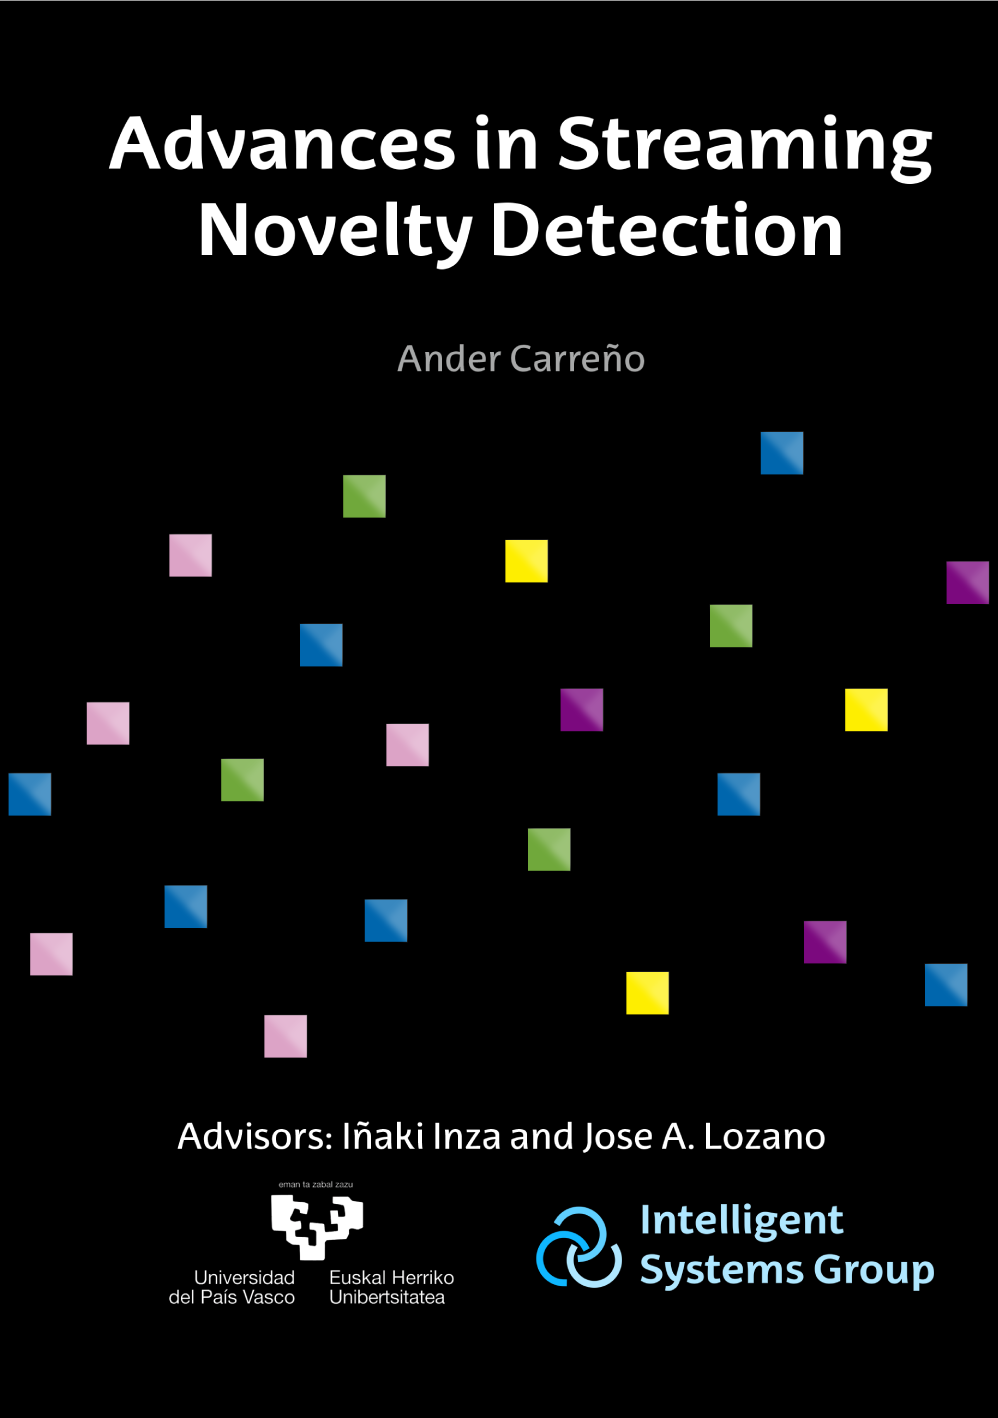 Advances in Streaming
Novelty Detection
Ander Carreño
Advisors: Iñaki Inza and Jose A. Lozano
eman ta zabal zazu
Universidad
del País Vasco
Euskal Herriko
Unibertsitatea
Intelligent
Systems Group